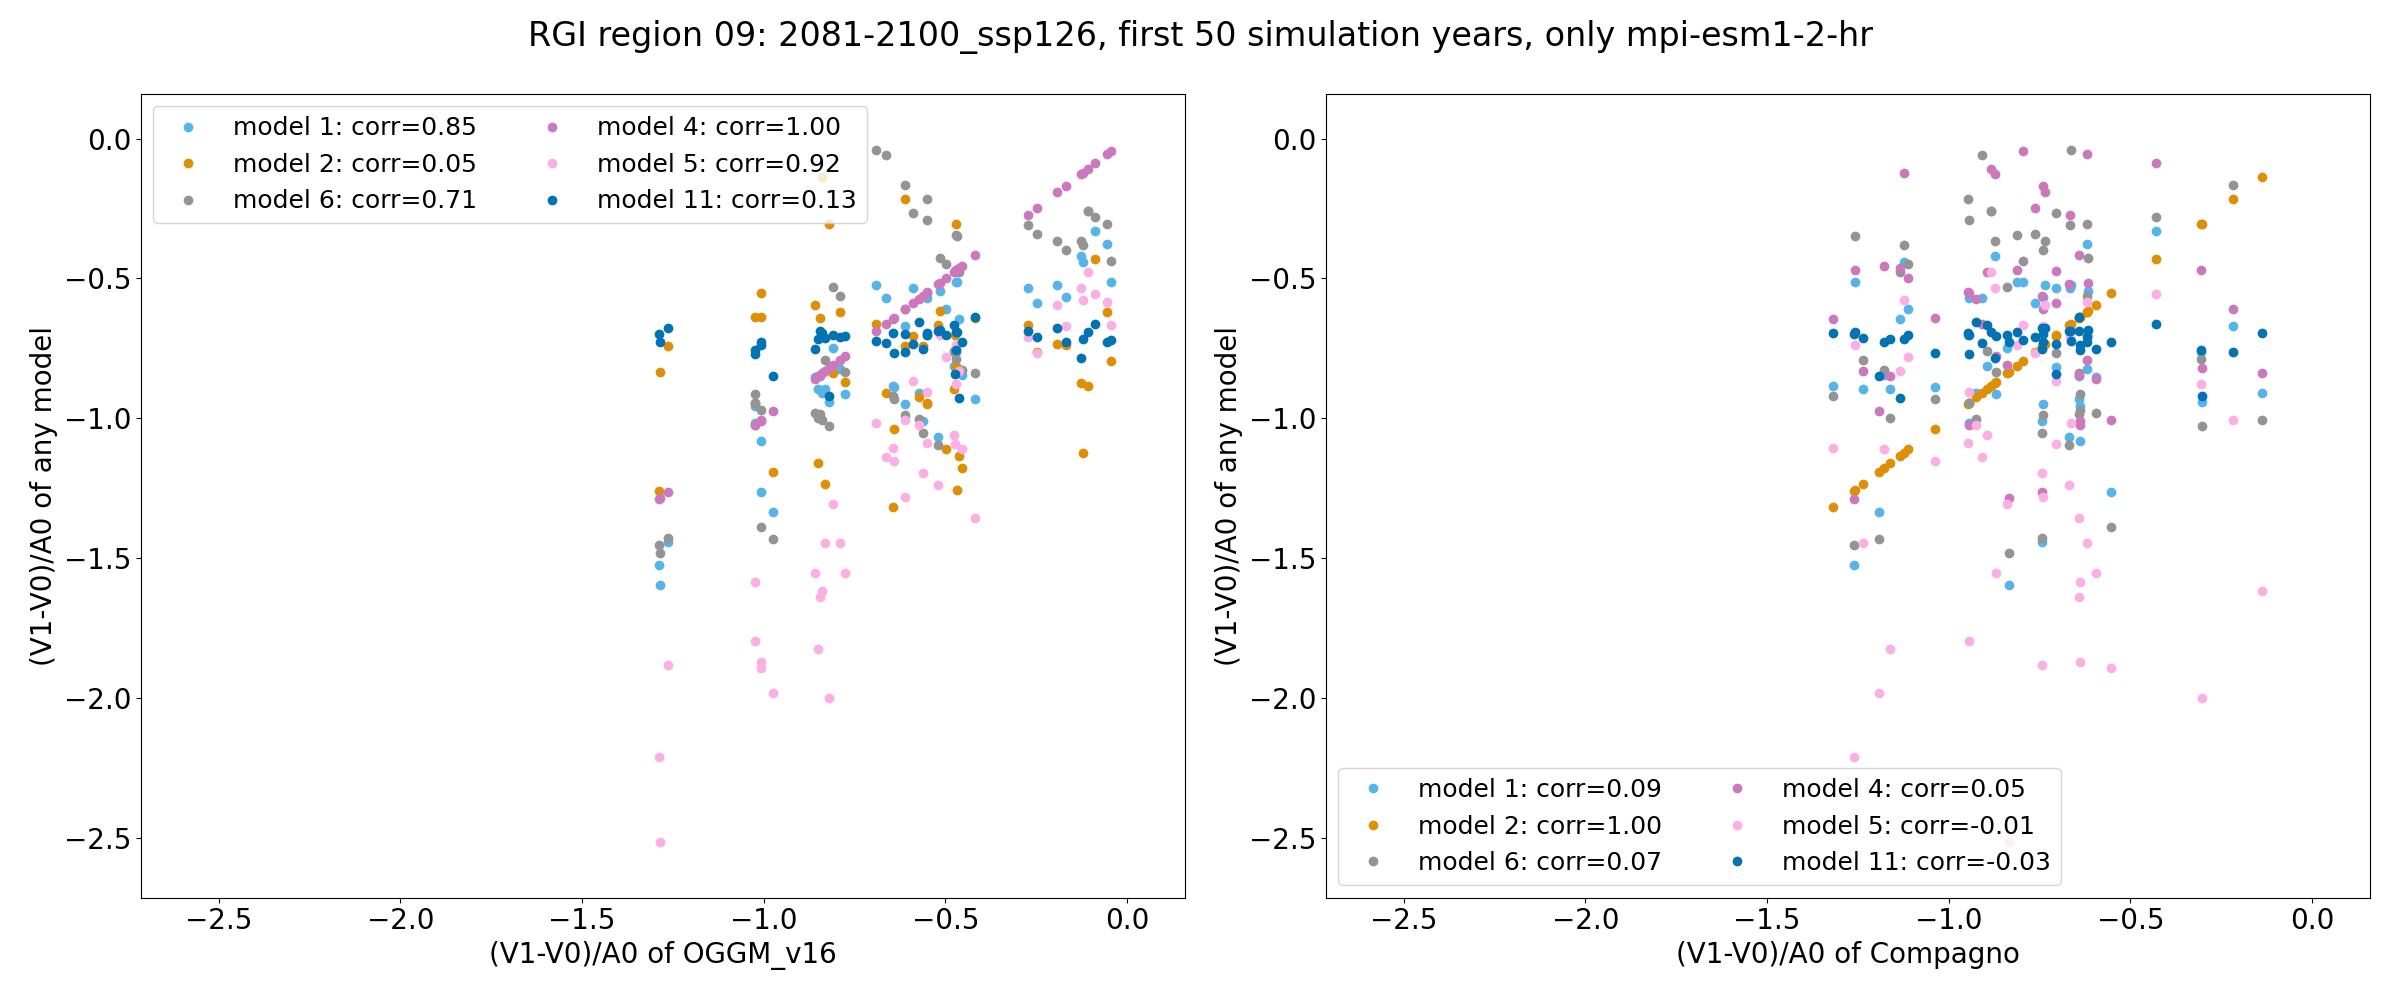 RGI region 09: 2081-2100_ssp126, first 50 simulation years, only mpi-esm1-2-hr
(V1-V0)/A0 of any model
0.0
−0.5
−1.0
−1.5
−2.0
−2.5
model 1: corr=0.85
model 2: corr=0.05
model 6: corr=0.71
model 4: corr=1.00
model 5: corr=0.92
model 11: corr=0.13
−2.5 −2.0 −1.5 −1.0 −0.5 0.0
(V1-V0)/A0 of OGGM_v16
(V1-V0)/A0 of any model
0.0
−0.5
−1.0
−1.5
−2.0
−2.5
model 1: corr=0.09
model 2: corr=1.00
model 6: corr=0.07
model 4: corr=0.05
model 5: corr=-0.01
model 11: corr=-0.03
−2.5 −2.0 −1.5 −1.0 −0.5 0.0
(V1-V0)/A0 of Compagno